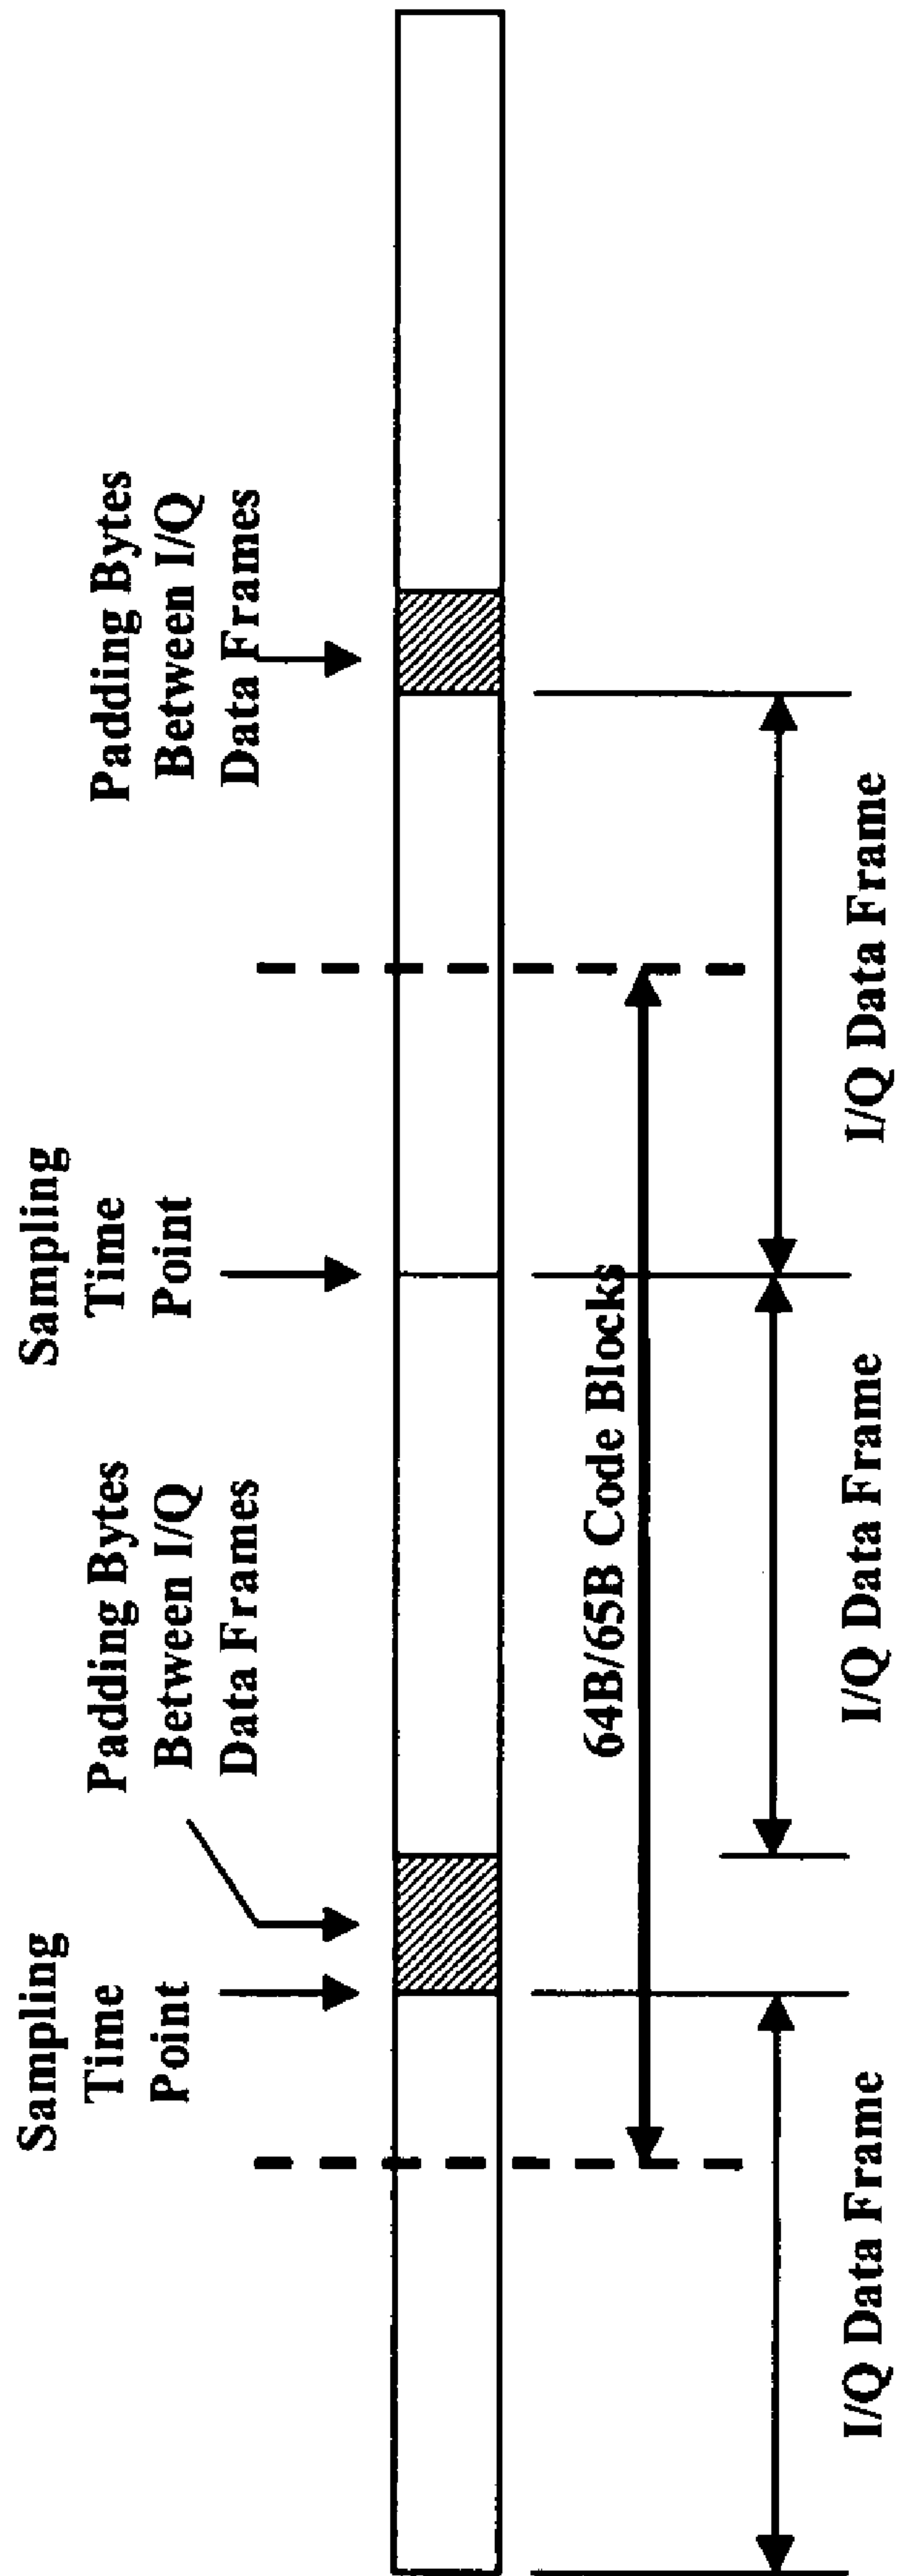 Sampling
Time
Point
Padding Bytes
Between I/Q
Data Frames
Sampling
Time
Point
Padding Bytes
Between I/Q
Data Frames
64B/65B Code Blocks
I/Q Data Frame
I/Q Data Frame
I/Q Data Frame